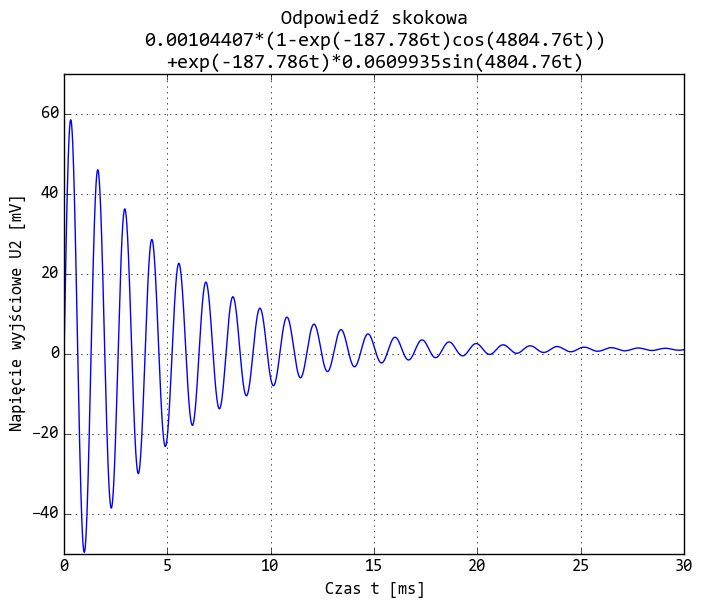 Odpowiedź skokowa
0.00104407*(1-exp(-187.786t)cos(4804.76t))
+exp(-187.786t)*0.0609935sin(4804.76t)
Napięcie wyjściowe U2 [mV]
60
40
20
0
−20
−40
0
5
10
15
20
25
30
Czas t [ms]